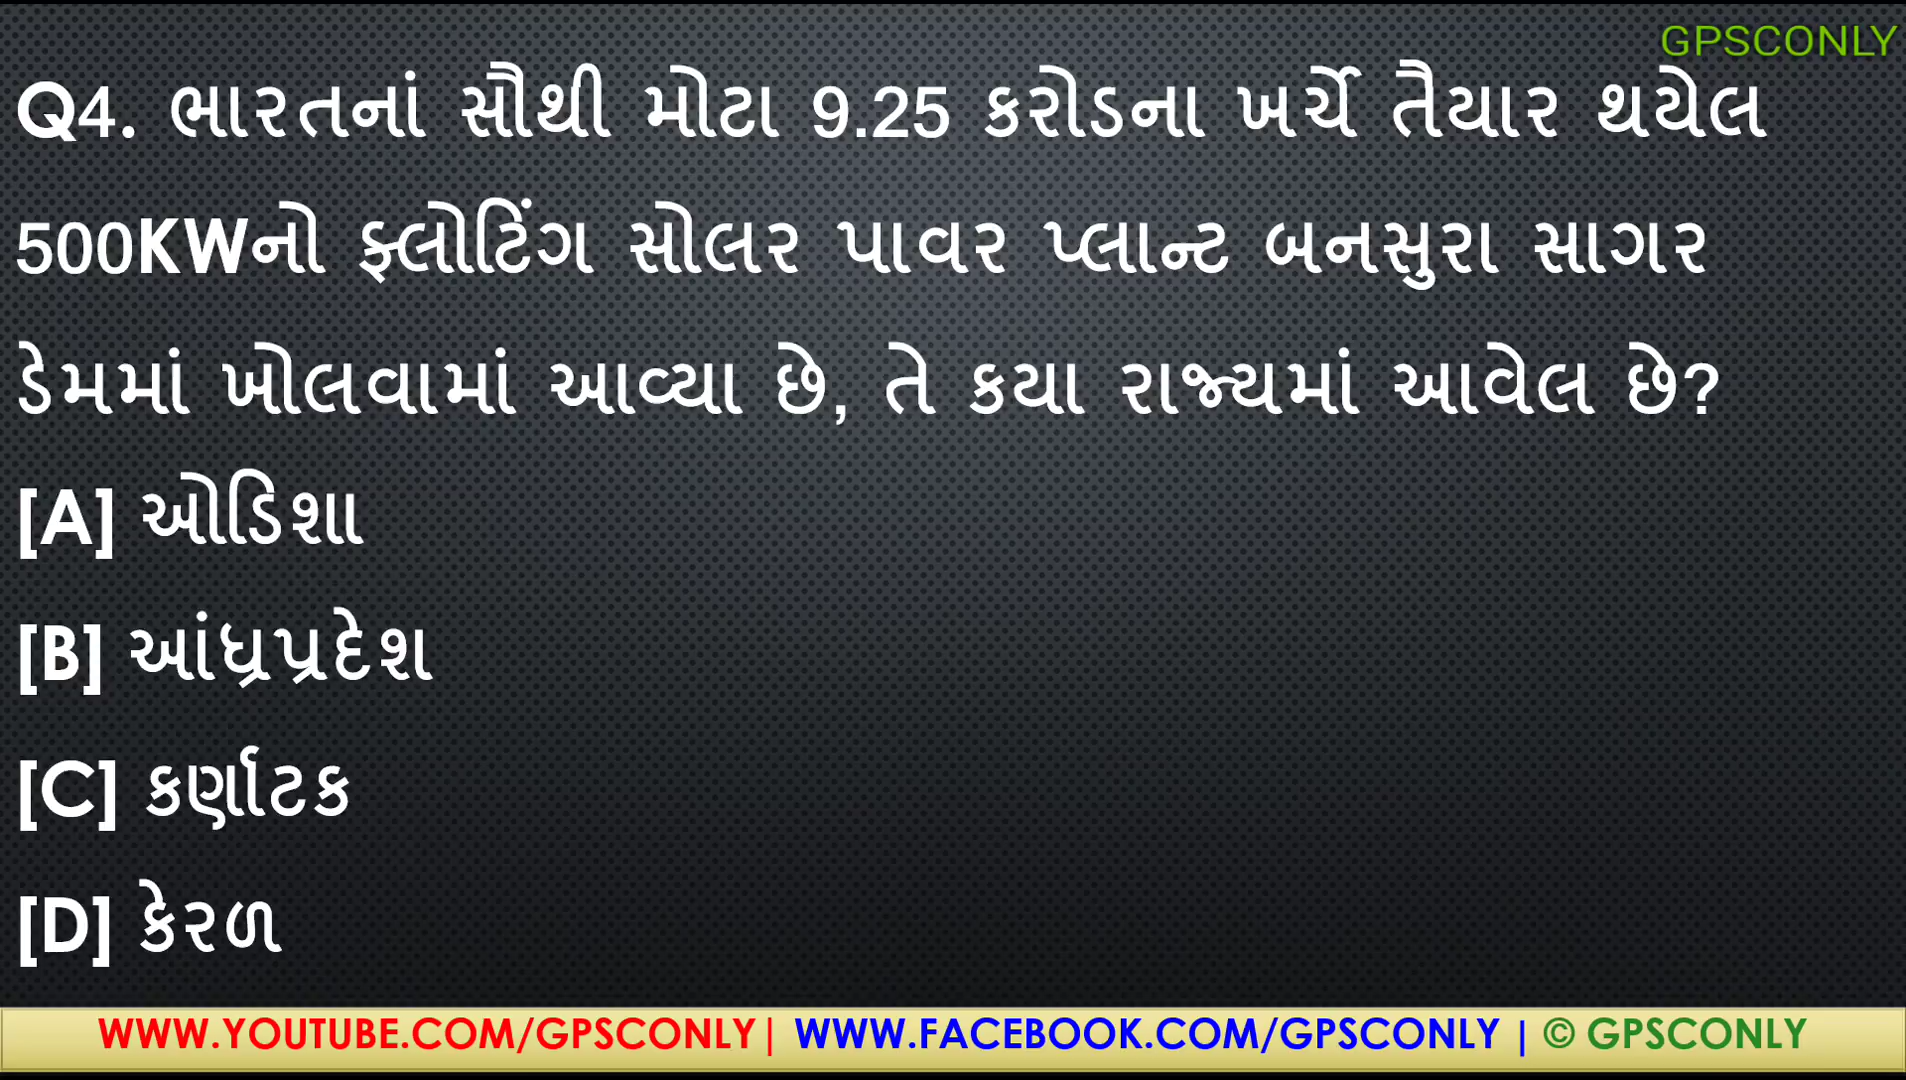 GPSCONLY
Q4. ભારતનાં સૌથી મોટા 9.25 કરોડના ખર્ચે તૈયાર થયેલ
500KWનો ફ્લોટિંગ સોલર પાવર પ્લાન્ટ બનસુરા સાગર
ડેમમાં ખોલવામાં આવ્યા છે, તે કયા રાજ્યમાં આવેલ છે?
[A] ઓડિશા
[B] આંધ્રપ્રદેશ
[C] કર્ણાટક
[D] કેરળ
WWW.YOUTUBE.COM/GPSCONLY| WWW.FACEBOOK.COM/GPSCONLY | © GPSCONLY